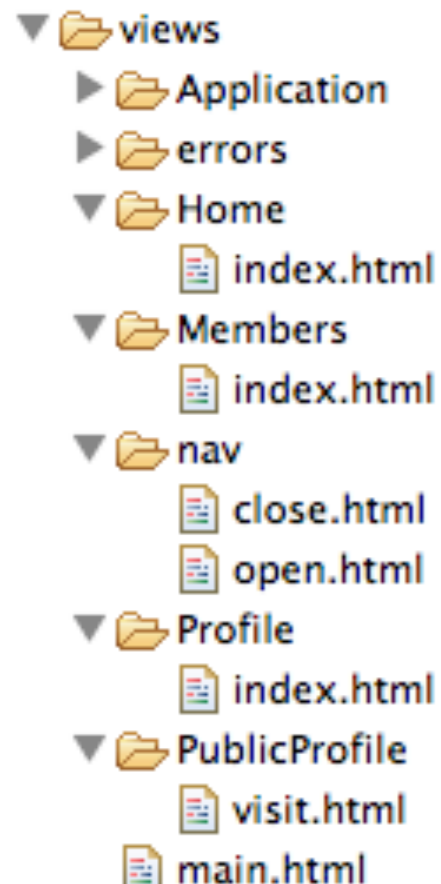 views
Application
errors
Home
index.html
Members
index.html
nav
close.html
open.html
Profile
index.html
PublicProfile
visit.html
main.html